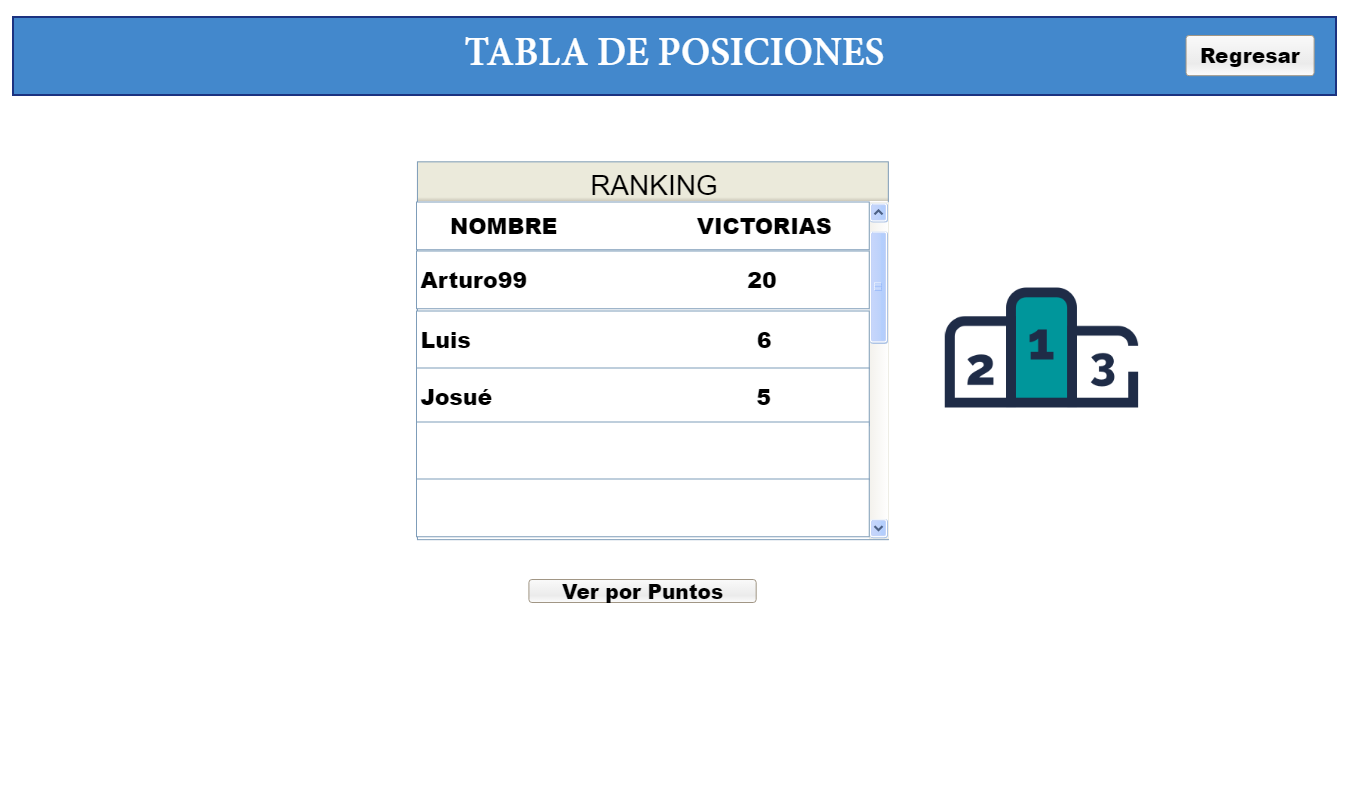 TABLA DE POSICIONES
Regresar
RANKING
NOMBRE VICTORIAS
Arturo99 20
Luis 6
Josué 5
2 1 3
Ver por Puntos